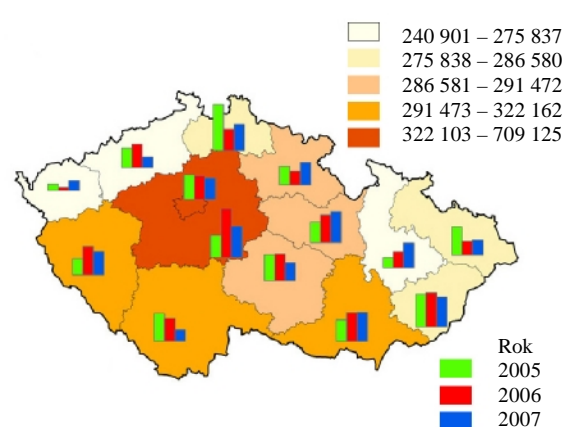 240 901 – 275 837
275 838 – 286 580
286 581 – 291 472
291 473 – 322 162
322 103 – 709 125
Rok
2005
2006
2007